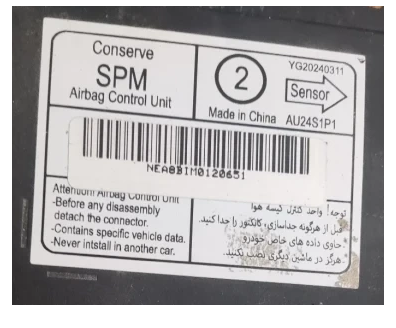 Conserve
SPM
Airbag Control Unit
2
Made in China
YG20240311
Sensor
AU24S1P1
NEA8BIM0120651
Attention! Airbag Control Unit
-Before any disassembly
detach the connector.
-Contains specific vehicle data.
-Never intstall in another car.
توجه! واحد کنترل کیسه هوا
قبل از هرگونه جداسازی، کانکتور را جدا کنید.
حاوی داده های خاص خودرو
-هرگز در ماشین دیگری نصب نکنید.